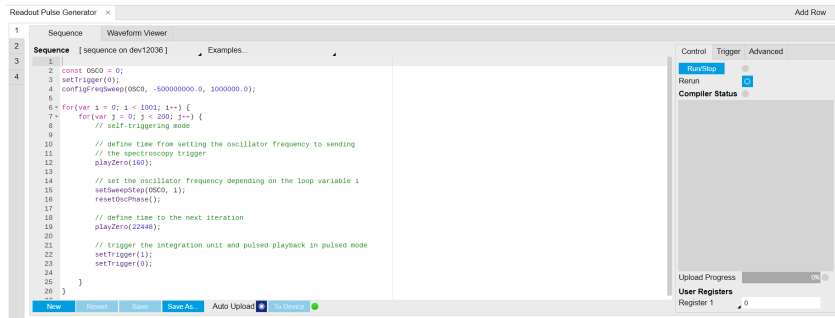 Readout Pulse Generator ×
Add Row
1
2
3
4
Sequence Waveform Viewer
Sequence [ sequence on dev12036 ] Examples...
1
2 const OSC0 = 0;
3 setTrigger(0);
4 configFreqSweep(OSC0, -500000000.0, 1000000.0);
5
6 for(var i = 0; i < 1001; i++) {
7 for(var j = 0; j < 200; j++) {
8 // self-triggering mode
9
10 // define time from setting the oscillator frequency to sending
11 // the spectroscopy trigger
12 playZero(160);
13
14 // set the oscillator frequency depending on the loop variable i
15 setSweepStep(OSC0, i);
16 resetOscPhase();
17
18 // define time to the next iteration
19 playZero(22448);
20
21 // trigger the integration unit and pulsed playback in pulsed mode
22 setTrigger(1);
23 setTrigger(0);
24
25 }
26 }
New Revert Save Save As... Auto Upload To Device
Control Trigger Advanced
Run/Stop
Rerun
Compiler Status
Upload Progress 0%
User Registers
Register 1 0